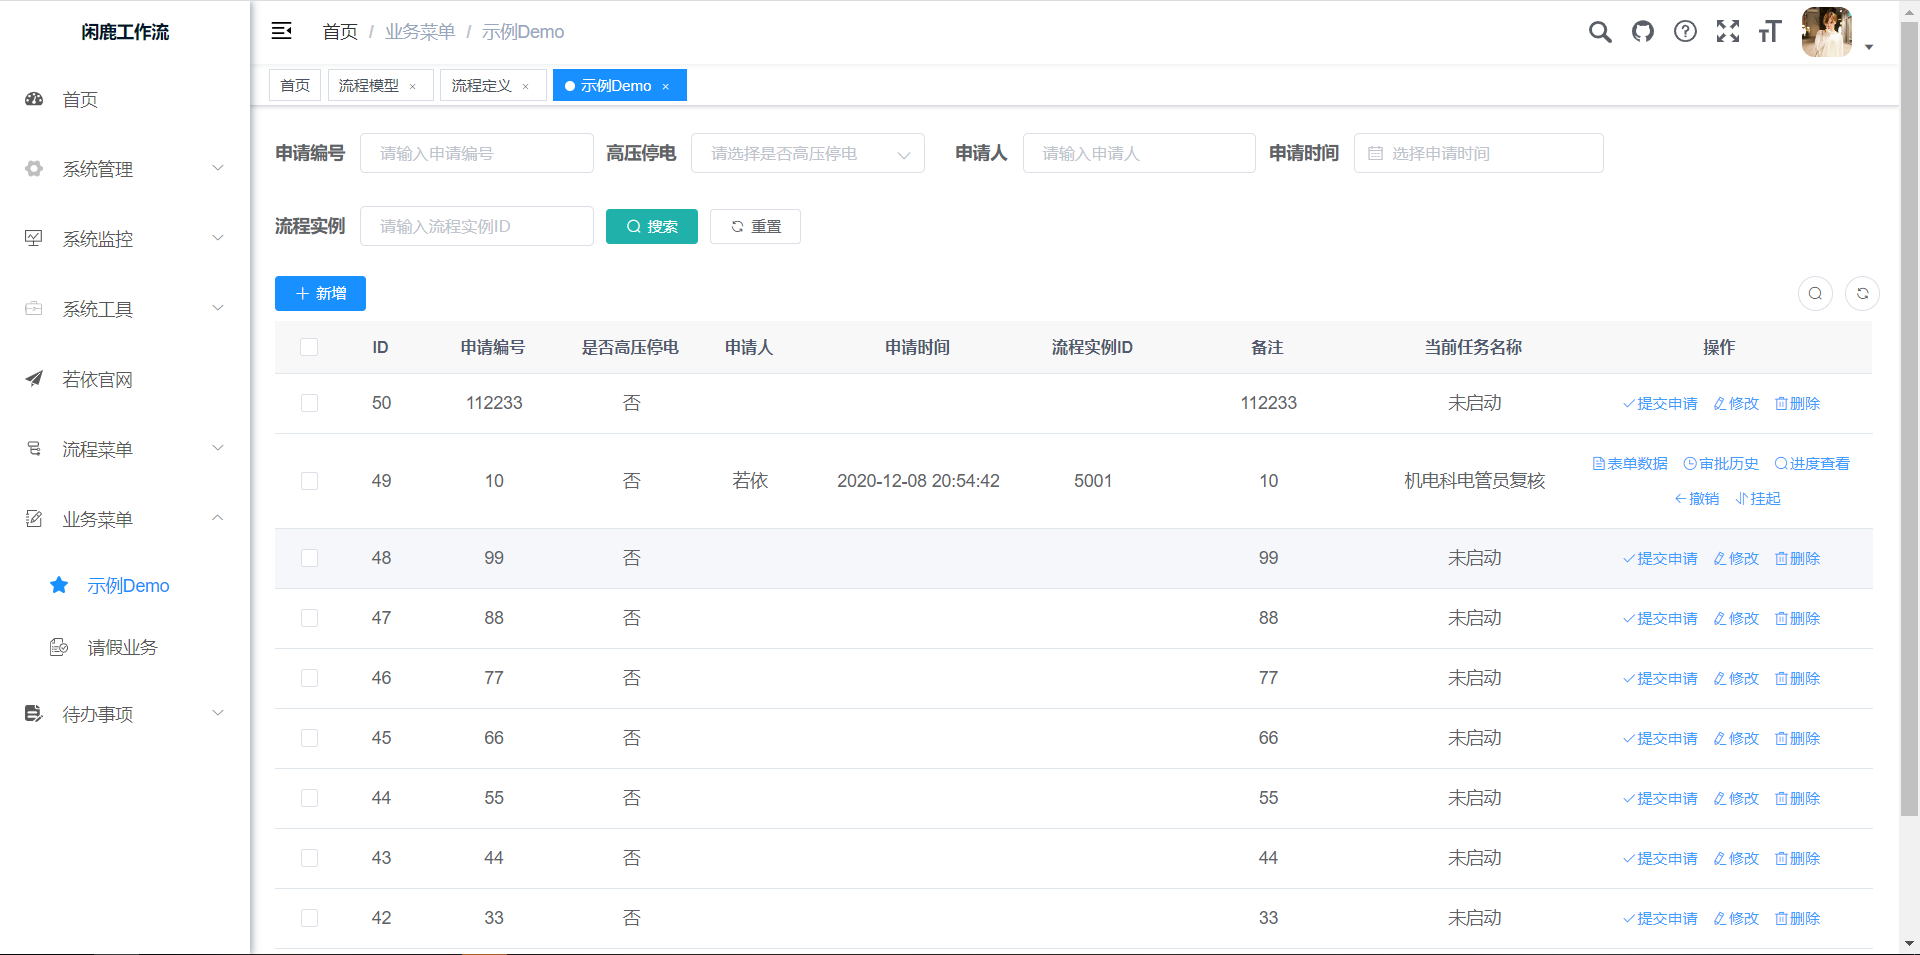 闲鹿工作流
首页 / 业务菜单 / 示例Demo
首页
流程模型 ×
流程定义 ×
示例Demo ×
首页
系统管理
系统监控
系统工具
若依官网
流程菜单
业务菜单
示例Demo
请假业务
待办事项
申请编号 请输入申请编号 高压停电 请选择是否高压停电 申请人 请输入申请人 申请时间 选择申请时间
流程实例 请输入流程实例ID 搜索 重置
新增
ID 申请编号 是否高压停电 申请人 申请时间 流程实例ID 备注 当前任务名称 操作
50 112233 否 112233 未启动 提交申请 修改 删除
49 10 否 若依 2020-12-08 20:54:42 5001 10 机电科电管员复核 表单数据 审批历史 进度查看
撤销 挂起
48 99 否 99 未启动 提交申请 修改 删除
47 88 否 88 未启动 提交申请 修改 删除
46 77 否 77 未启动 提交申请 修改 删除
45 66 否 66 未启动 提交申请 修改 删除
44 55 否 55 未启动 提交申请 修改 删除
43 44 否 44 未启动 提交申请 修改 删除
42 33 否 33 未启动 提交申请 修改 删除